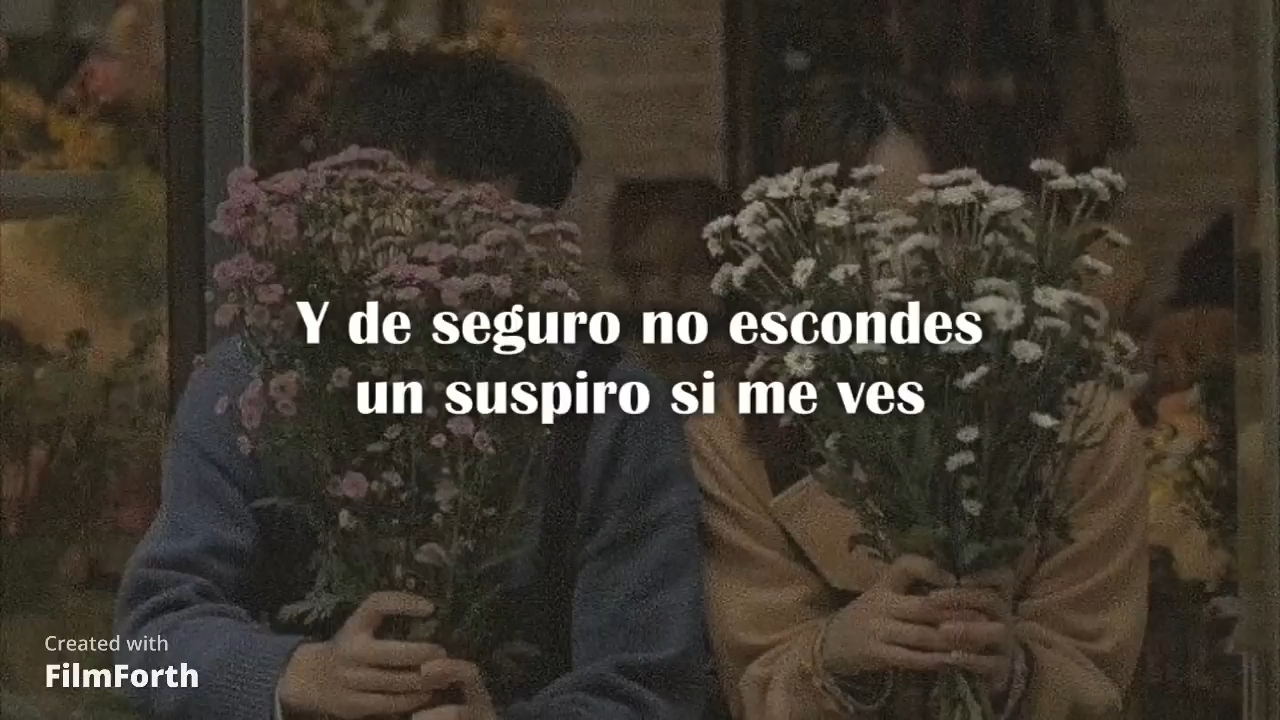 Y de seguro no escondes
un suspiro si me ves
Created with
FilmForth